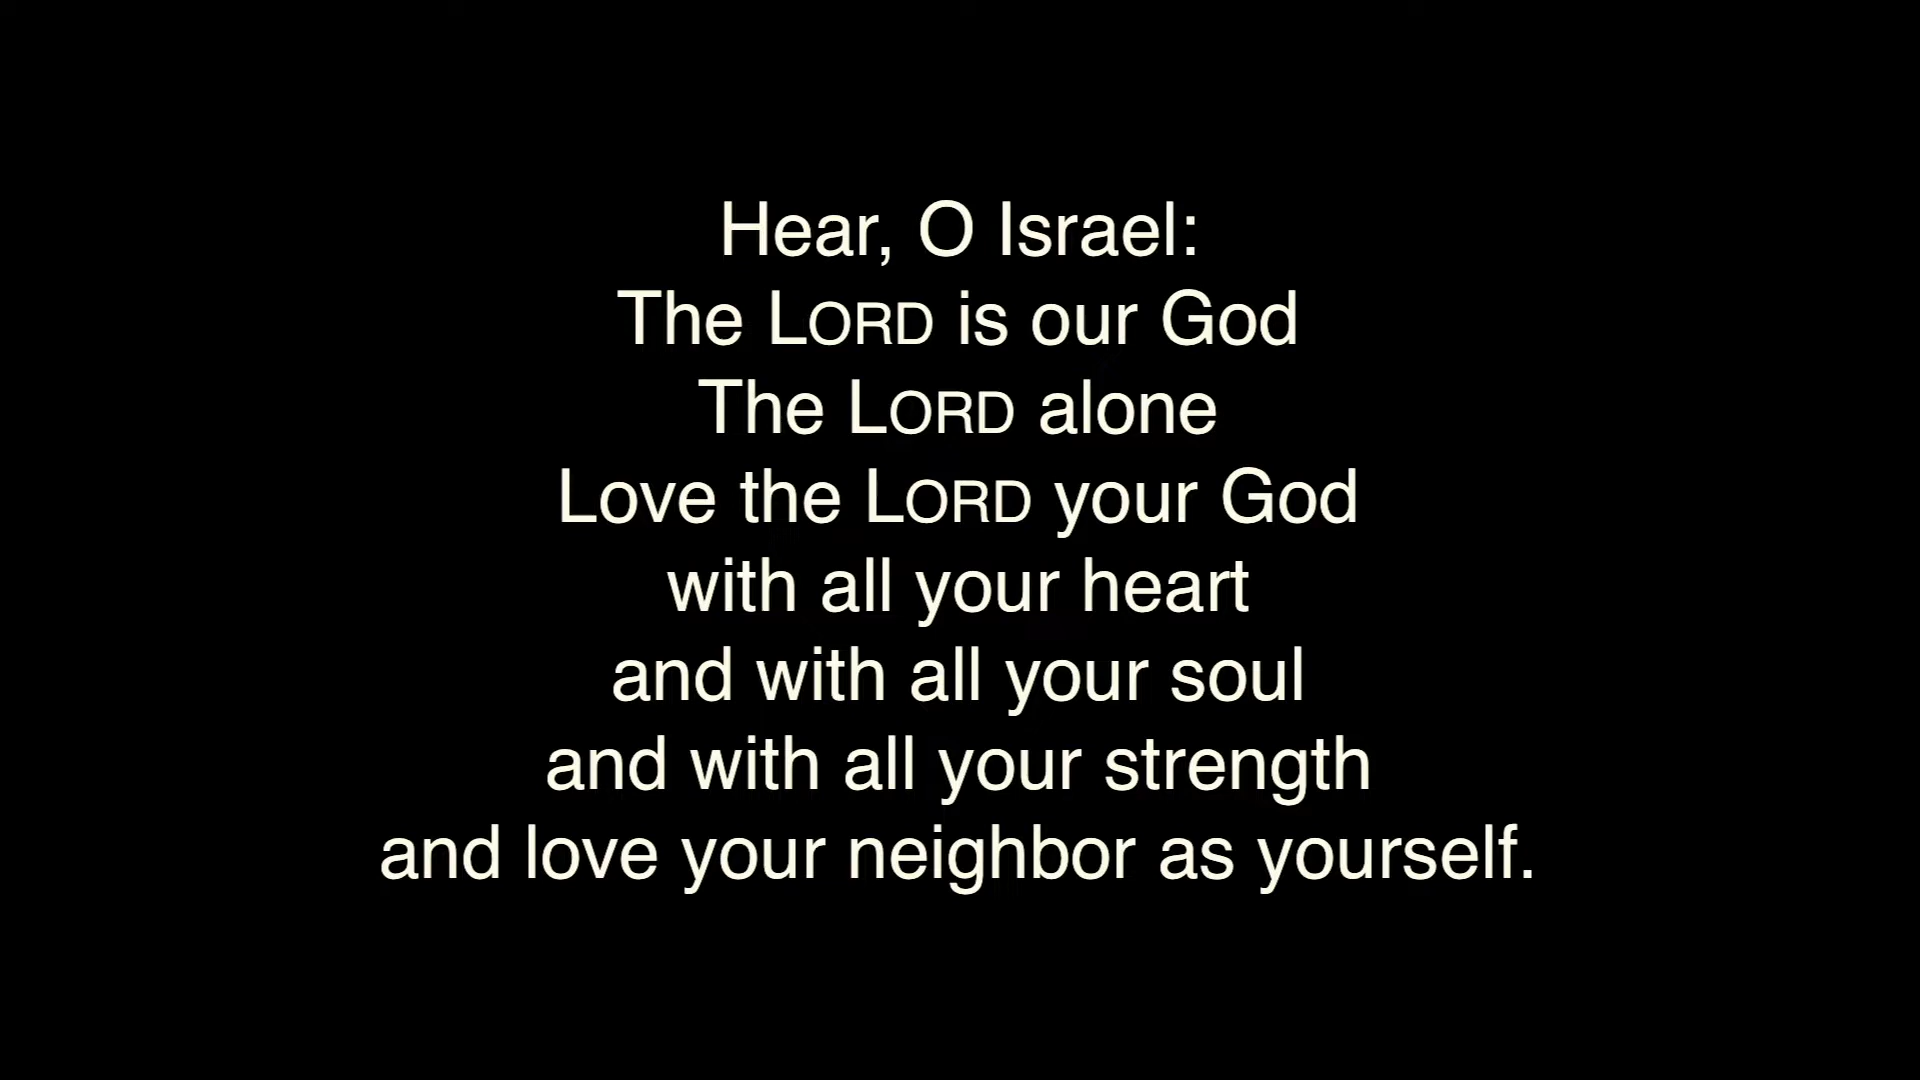 Hear, O Israel:
The LORD is our God
The LORD alone
Love the LORD your God
with all your heart
and with all your soul
and with all your strength
and love your neighbor as yourself.